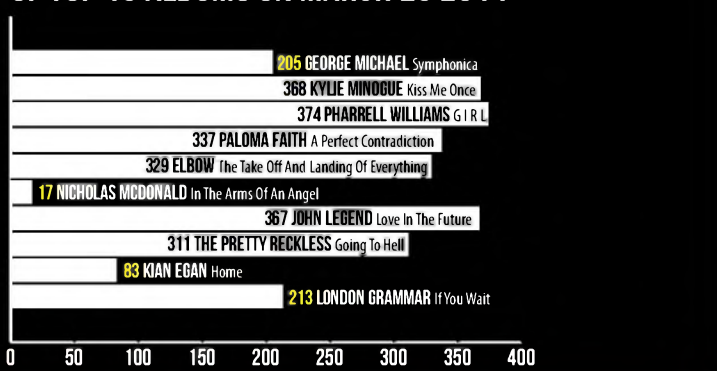 205 GEORGE MICHAEL Symphonica
368 KYLIE MINOGUE Kiss Me Once
374 PHARRELL WILLIAMS G I R L
337 PALOMA FAITH A Perfect Contradiction
329 ELBOW The Take Off And Landing Of Everything
17 NICHOLAS MCDONALD In The Arms Of An Angel
367 JOHN LEGEND Love In The Future
311 THE PRETTY RECKLESS Going To Hell
83 KIAN EGAN Home
213 LONDON GRAMMAR If You Wait
0 50 100 150 200 250 300 350 400